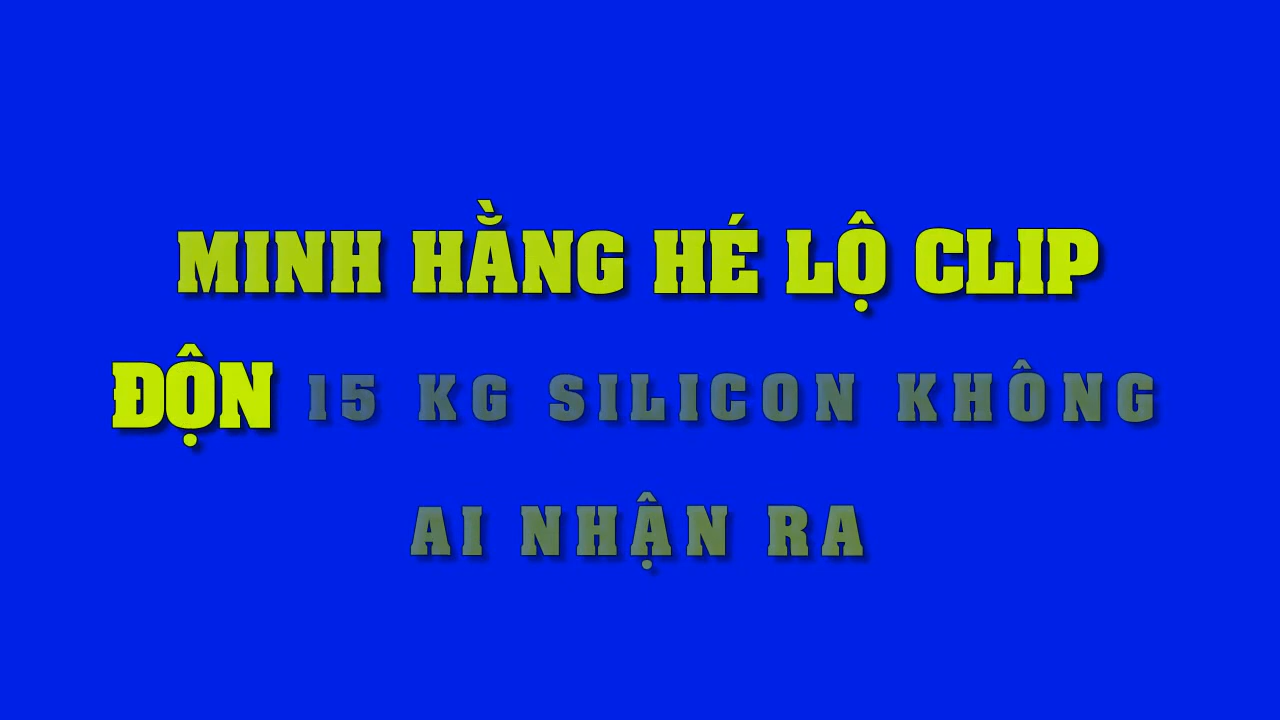 MINH HẰNG HÉ LỘ CLIP
ĐỘN 15 KG SILICON KHÔNG
AI NHẬN RA